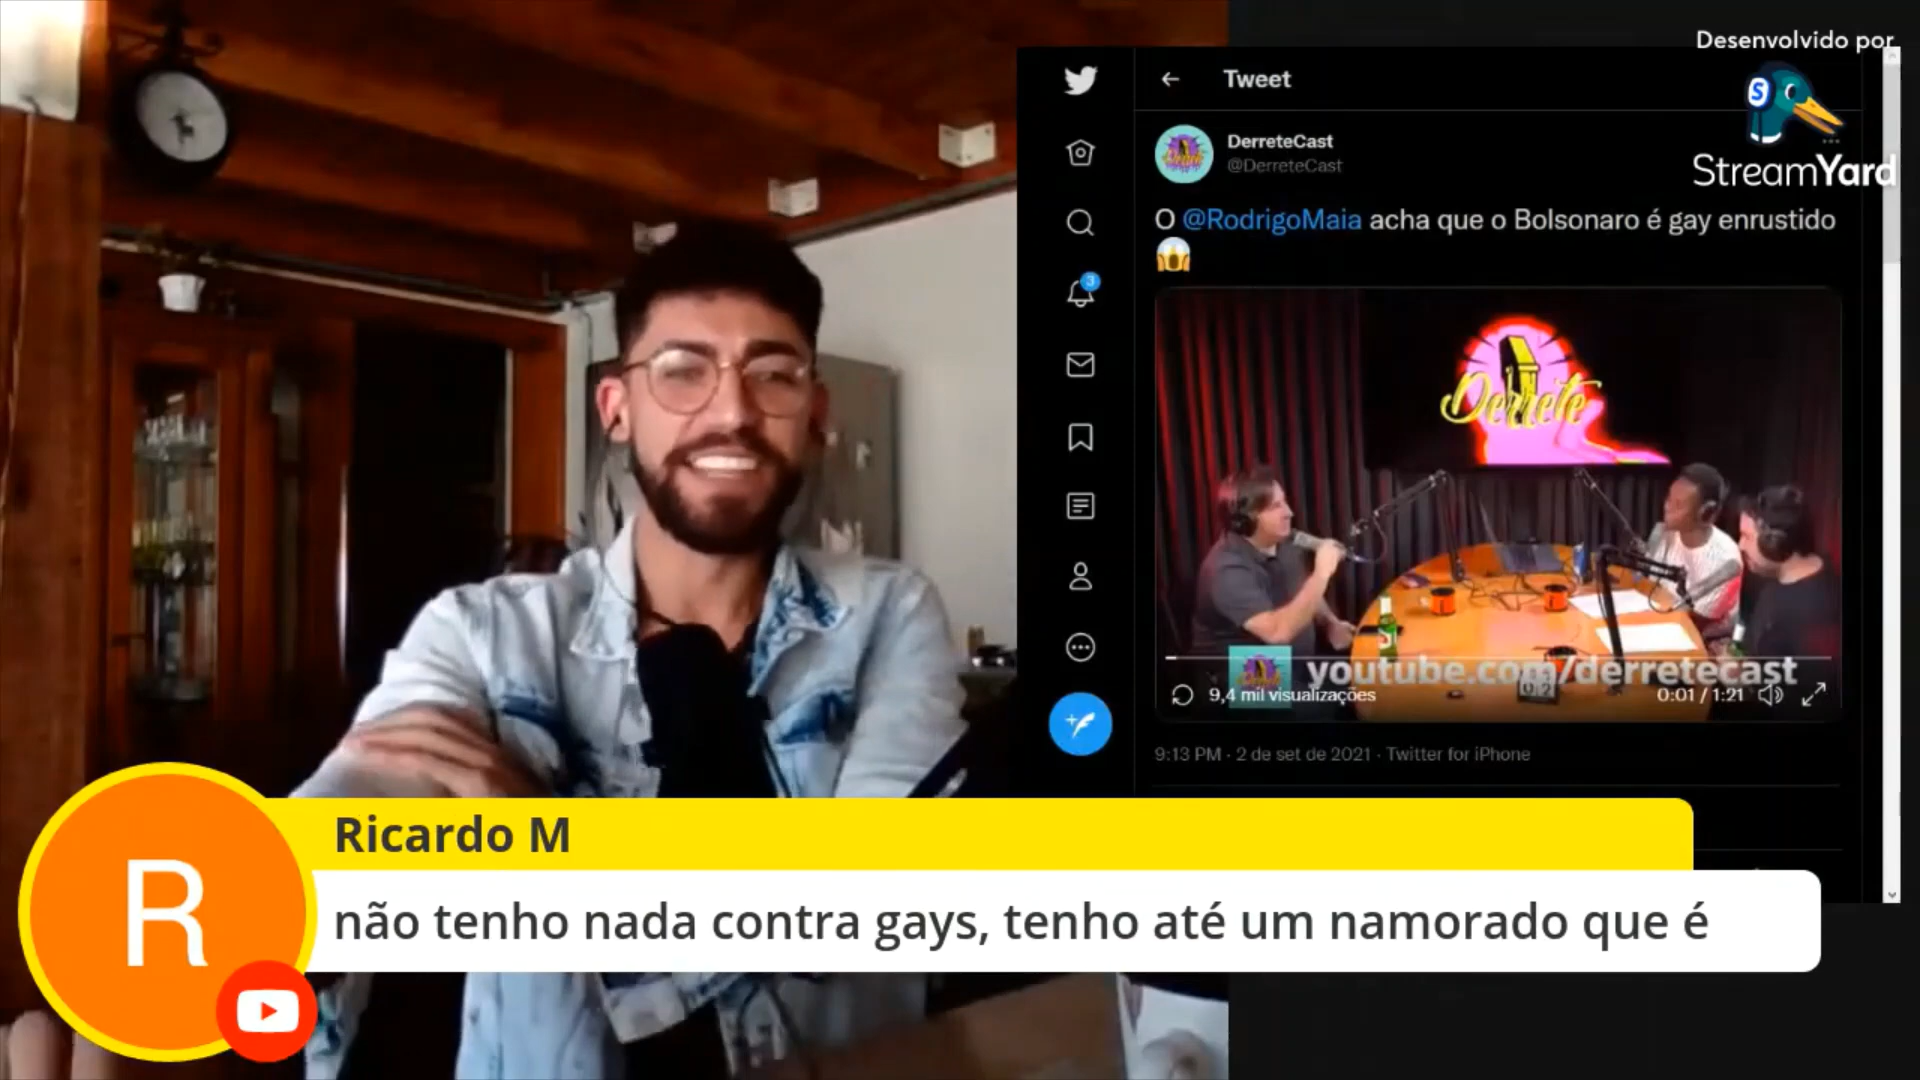 Desenvolvido por
S
StreamYard
Tweet
DerreteCast
@DerreteCast
O @RodrigoMaia acha que o Bolsonaro é gay enrustido
3
Derrete
youtube.com/derretecast
9,4 mil visualizações
0:01 / 1:21
9:13 PM · 2 de set de 2021 · Twitter for iPhone
Ricardo M
R
não tenho nada contra gays, tenho até um namorado que é